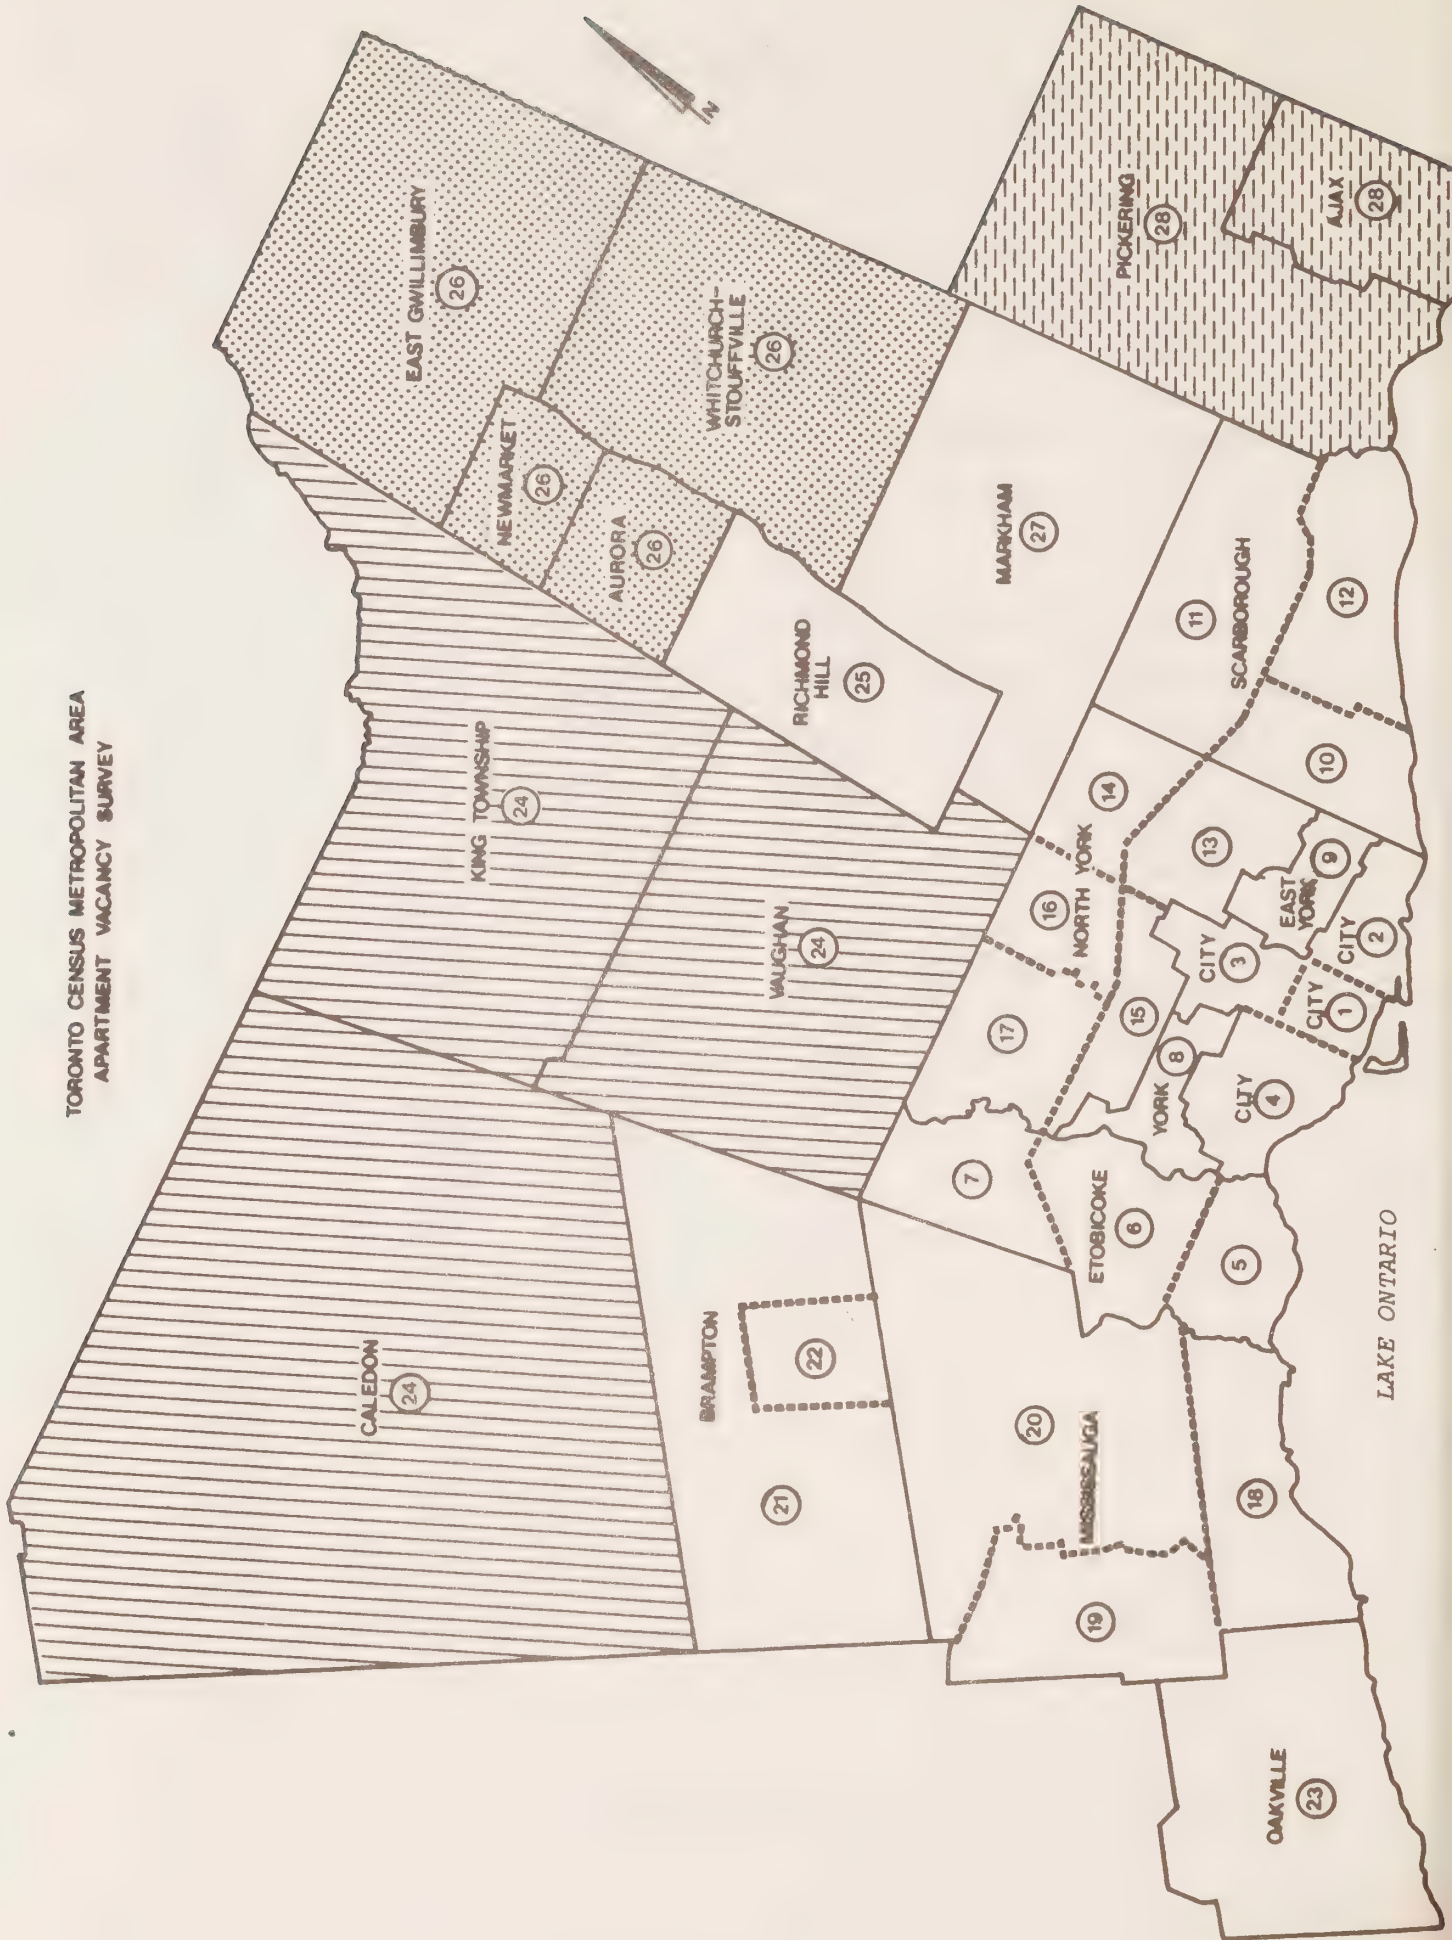 TORONTO CENSUS METROPOLITAN AREA
APARTMENT VACANCY SURVEY
N
EAST GWILLIMBURY
26
NEWMARKET
26
AURORA
26
WHITCHURCH-
STOUFFVILLE
26
KING TOWNSHIP
24
CALEDON
24
VAUGHAN
24
RICHMOND
HILL
25
MARKHAM
27
PICKERING
28
AJAX
28
BRAMPTON
22
21
MISSISSAUGA
20
19
18
OAKVILLE
23
ETOBICOKE
7
6
5
NORTH YORK
17
16
14
15
13
YORK
8
EAST
YORK
9
CITY
3
CITY
4
CITY
1
CITY
2
SCARBOROUGH
11
12
10
LAKE ONTARIO